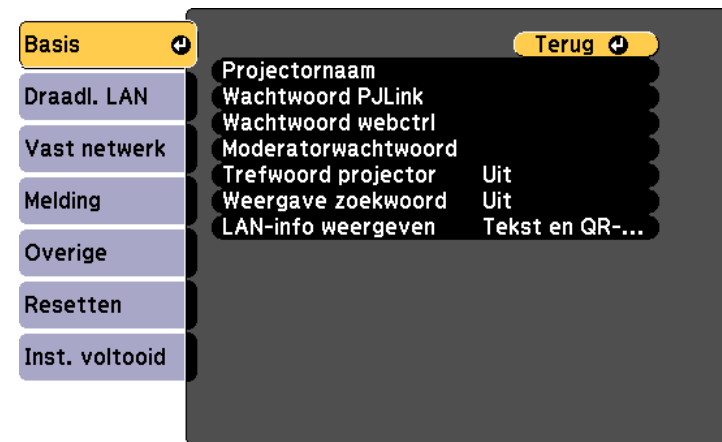 Basis
Draadl. LAN
Vast netwerk
Melding
Overige
Resetten
Inst. voltooid
Terug
Projectornaam
Wachtwoord PJLink
Wachtwoord webctrl
Moderatorwachtwoord
Trefwoord projector Uit
Weergave zoekwoord Uit
LAN-info weergeven Tekst en QR-...